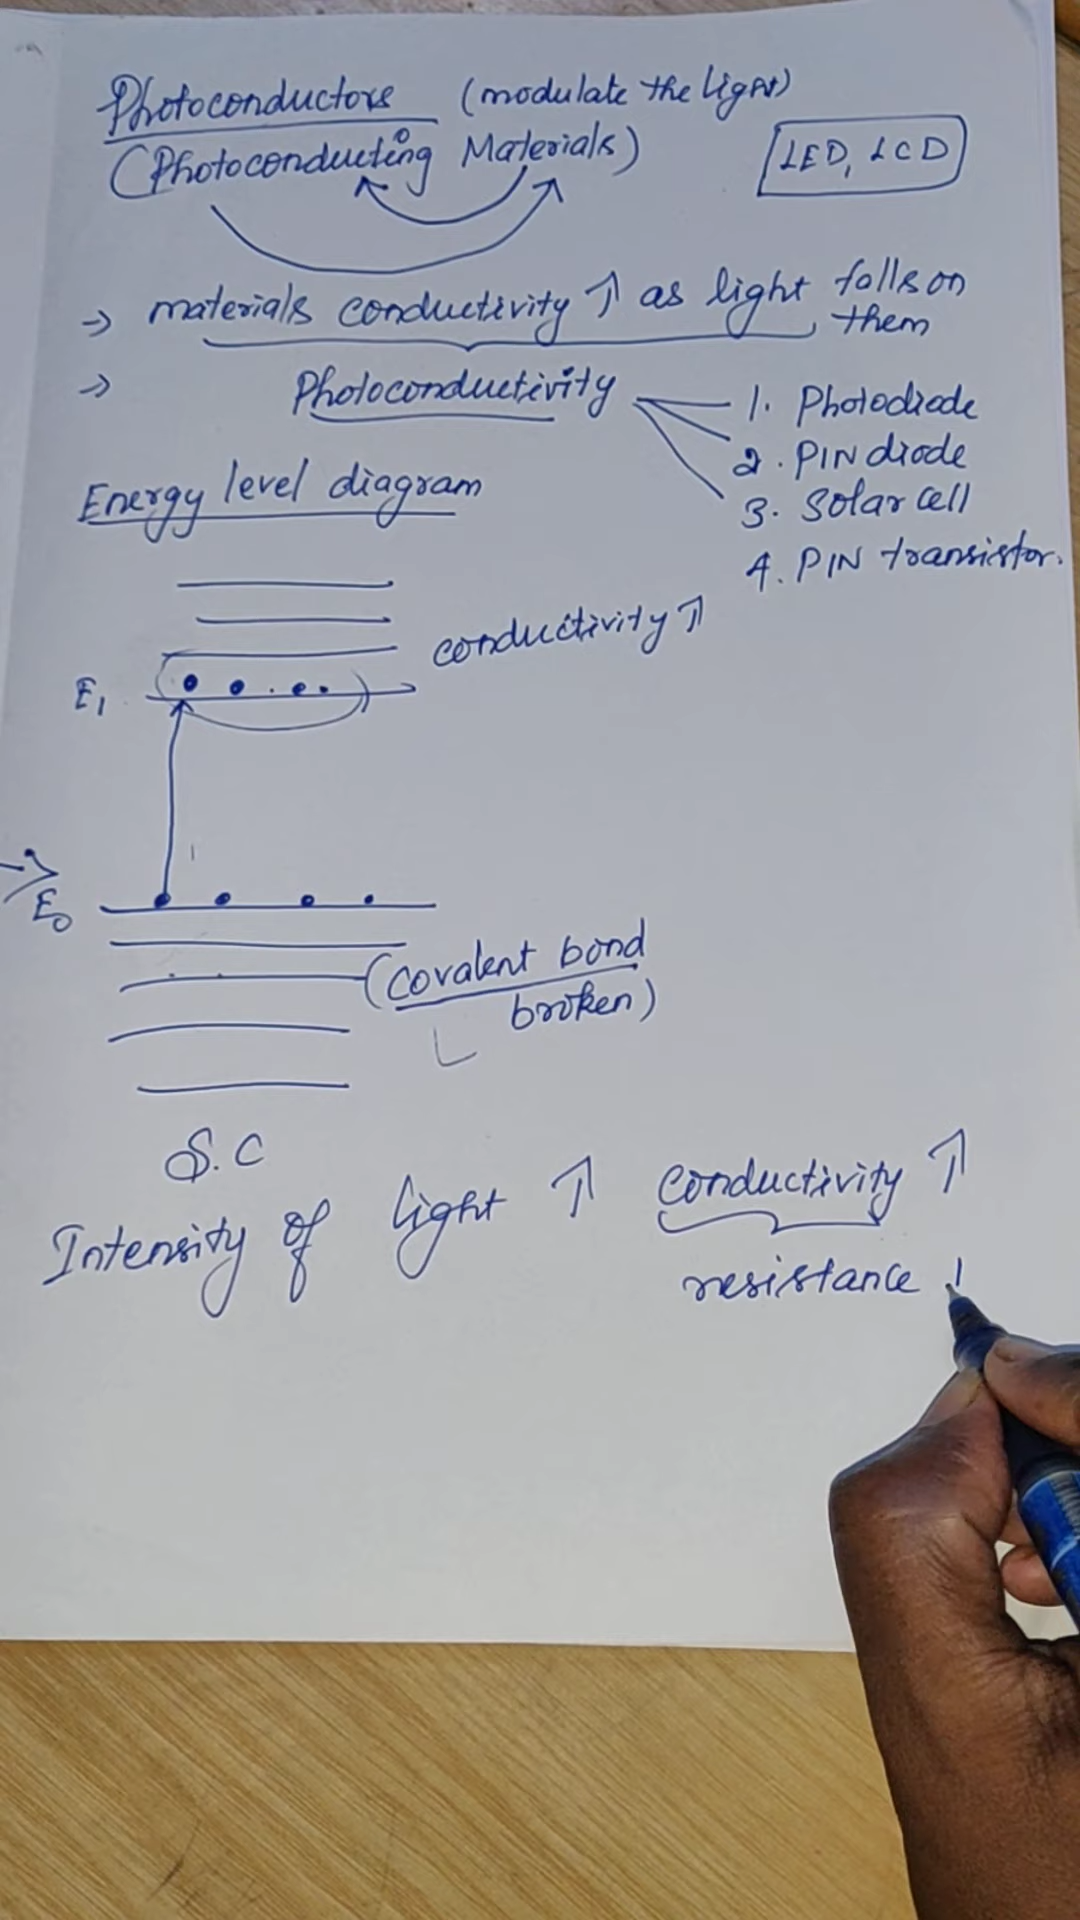 Photoconductors (modulate the light)
(Photoconducting Materials)
LED, LCD
→ materials conductivity ↑ as light falls on
them
→ Photoconductivity
1. Photodiode
2. PIN diode
3. Solar cell
4. PIN transistor.
Energy level diagram
conductivity ↑
E1
E0
(covalent bond
broken)
S.C
Intensity of light ↑ conductivity ↑
resistance